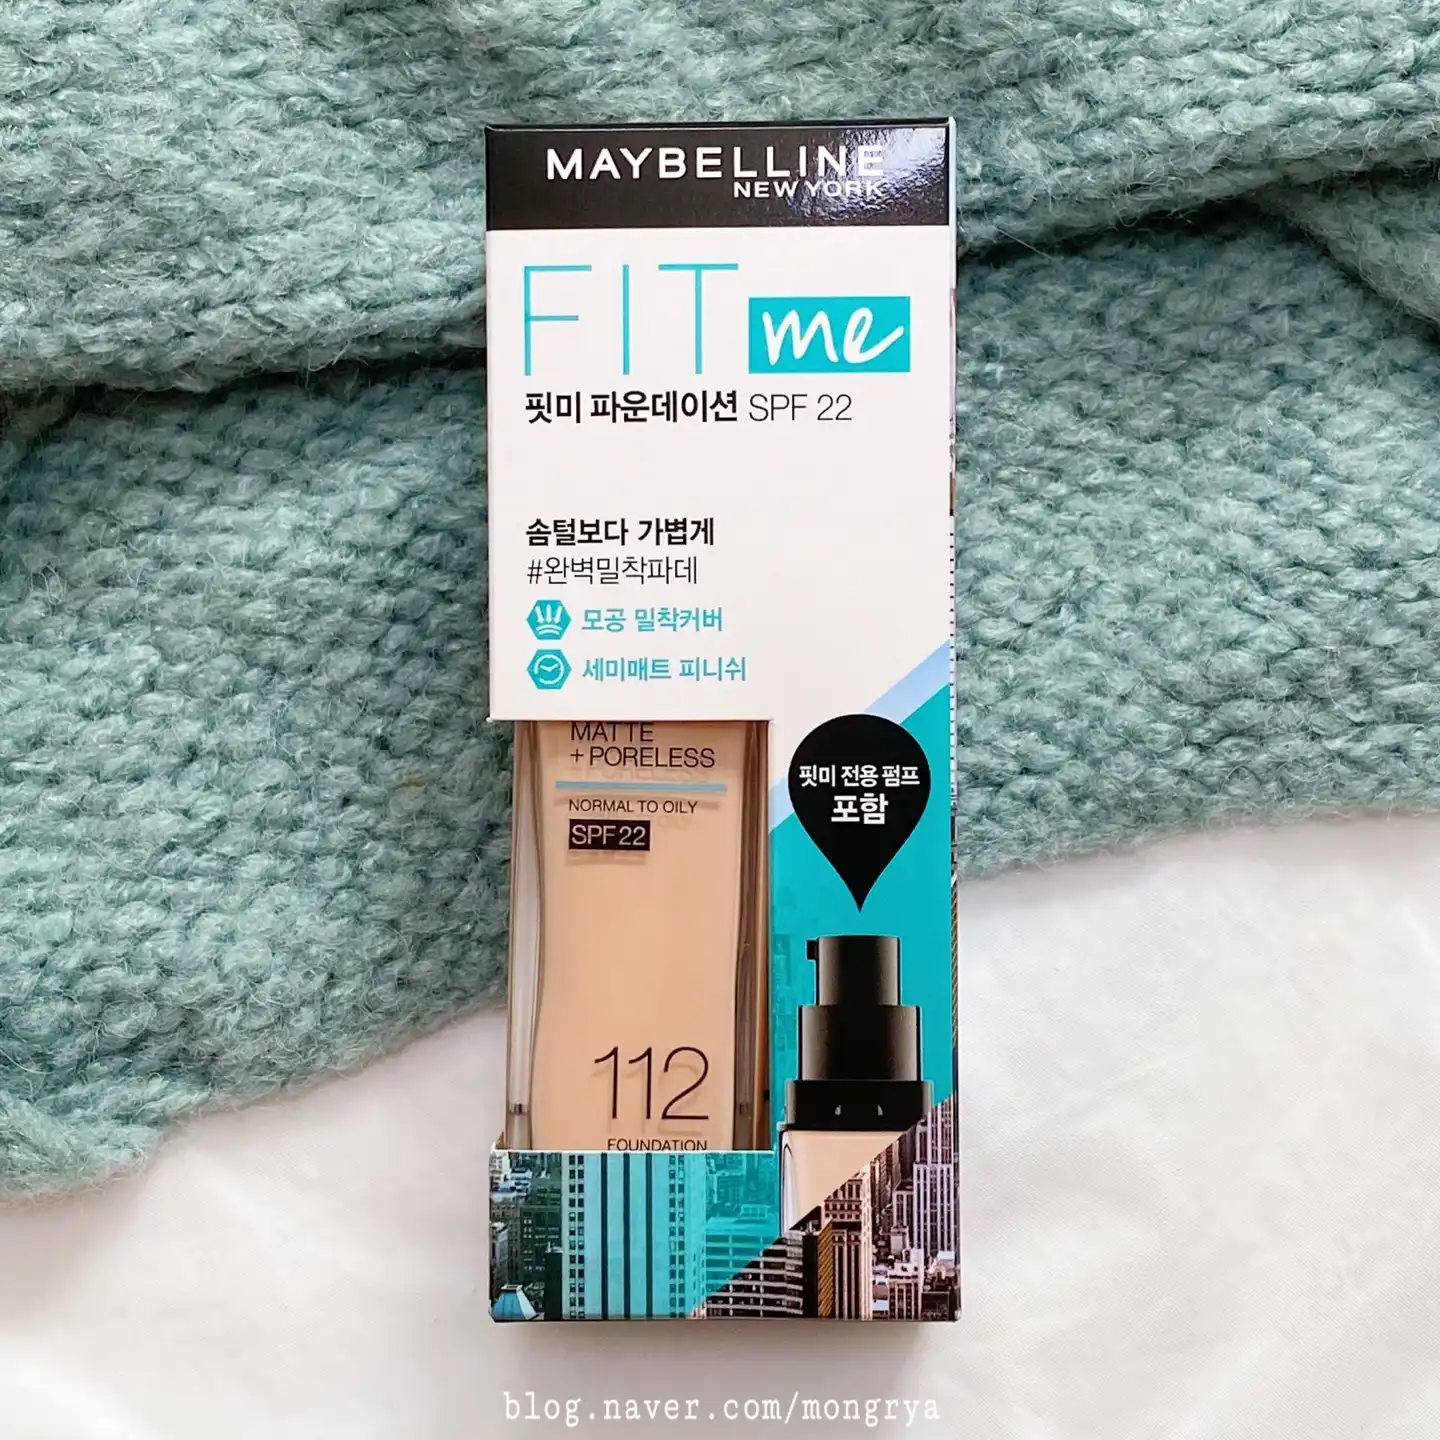 MAYBELLINE
NEW YORK
FIT me
핏미 파운데이션 SPF 22
솜털보다 가볍게
#완벽밀착파데
모공 밀착커버
세미매트 피니쉬
MATTE
+ PORELESS
NORMAL TO OILY
SPF 22
112
FOUNDATION
핏미 전용 펌프
포함
blog.naver.com/mongrya